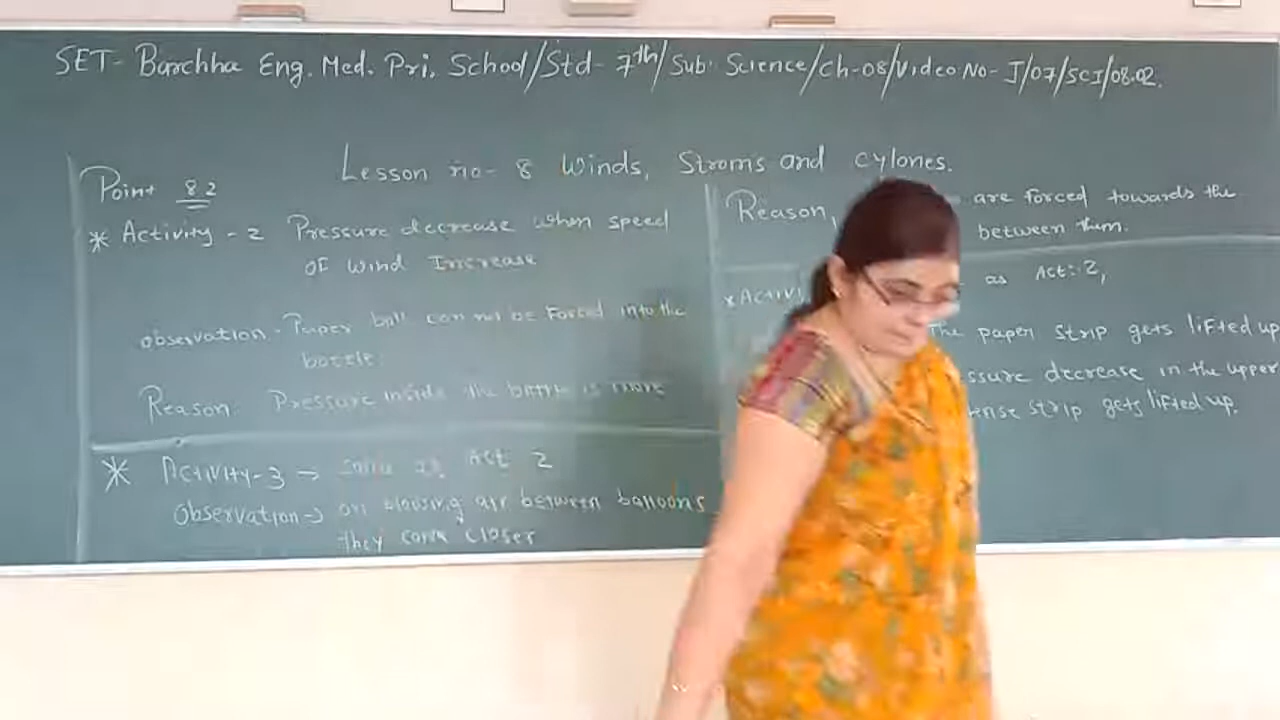 SET- Barchha Eng. Med. Pri. School/Std- 7th/Sub: Science/Ch-08/Video No- I/07/SCI/08.02.
Lesson no- 8 Winds, Stroms and cylones.
Point 8.2
* Activity - 2 Pressure decrease when speed
OF wind Increase
observation - Paper ball can not be Forced into the
bottle.
Reason: Pressure inside the bottle is more
* Activity-3 → same as Act 2
Observation → on blowing air between balloons
they come closer
Reason,
are forced towards the
between them.
*Activi
as Act: 2,
The paper strip gets lifted up
ssure decrease in the upper
ense strip gets lifted up.